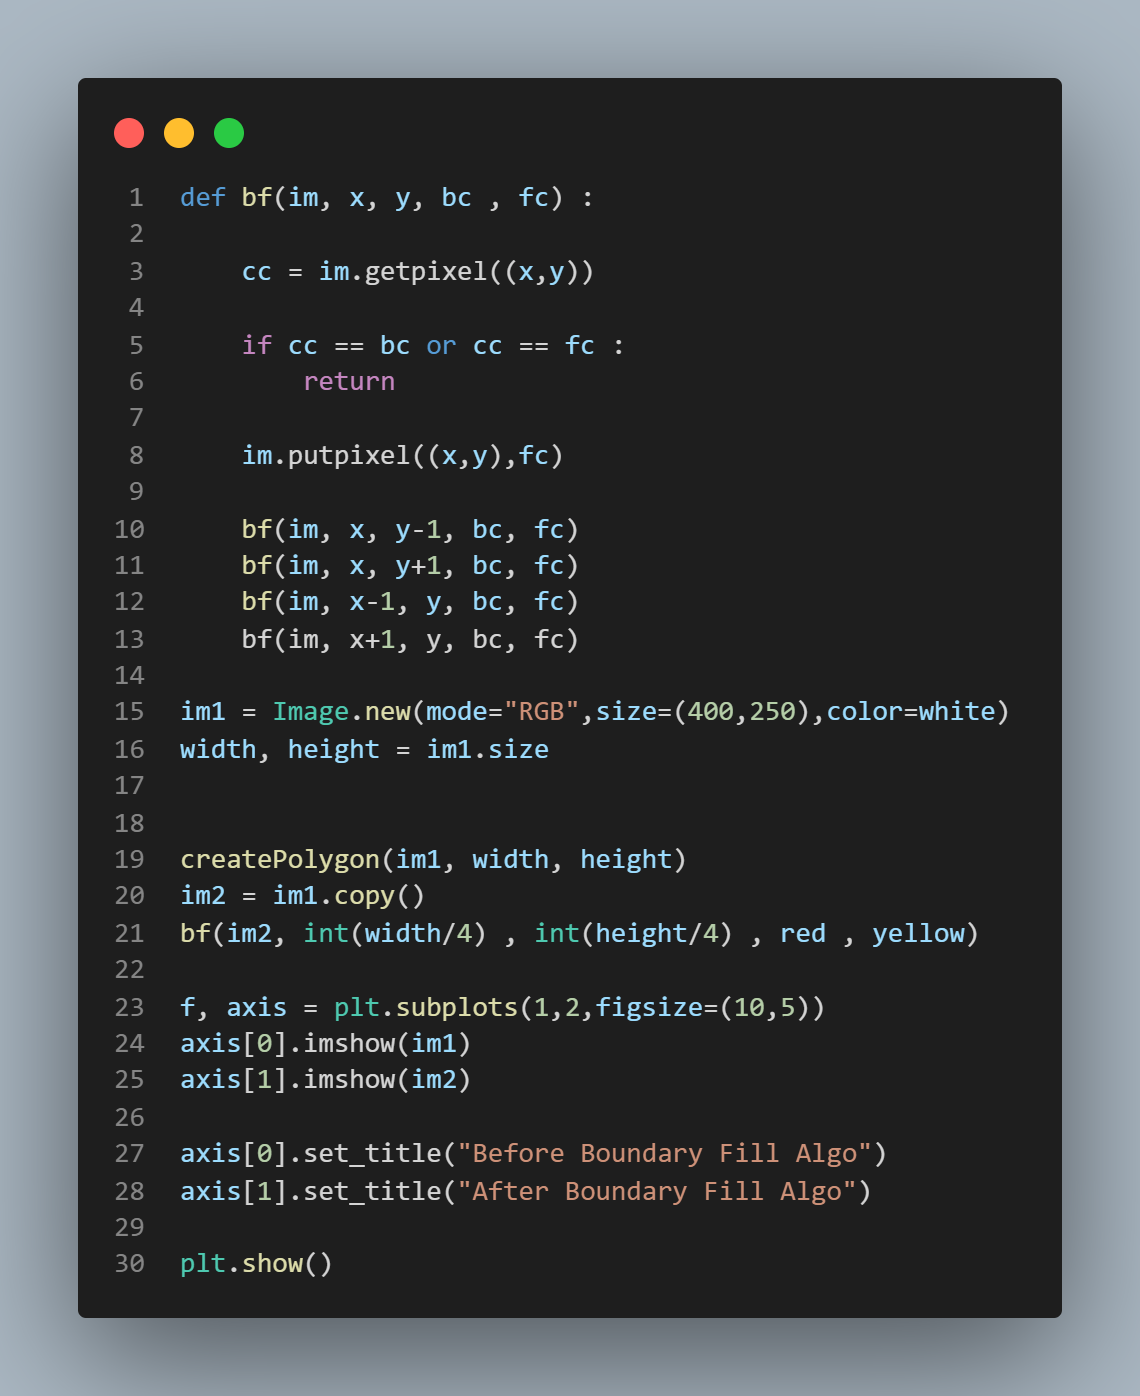 1 def bf(im, x, y, bc , fc) :
2
3     cc = im.getpixel((x,y))
4
5     if cc == bc or cc == fc :
6         return
7
8     im.putpixel((x,y),fc)
9
10     bf(im, x, y-1, bc, fc)
11     bf(im, x, y+1, bc, fc)
12     bf(im, x-1, y, bc, fc)
13     bf(im, x+1, y, bc, fc)
14
15 im1 = Image.new(mode="RGB",size=(400,250),color=white)
16 width, height = im1.size
17
18
19 createPolygon(im1, width, height)
20 im2 = im1.copy()
21 bf(im2, int(width/4) , int(height/4) , red , yellow)
22
23 f, axis = plt.subplots(1,2,figsize=(10,5))
24 axis[0].imshow(im1)
25 axis[1].imshow(im2)
26
27 axis[0].set_title("Before Boundary Fill Algo")
28 axis[1].set_title("After Boundary Fill Algo")
29
30 plt.show()